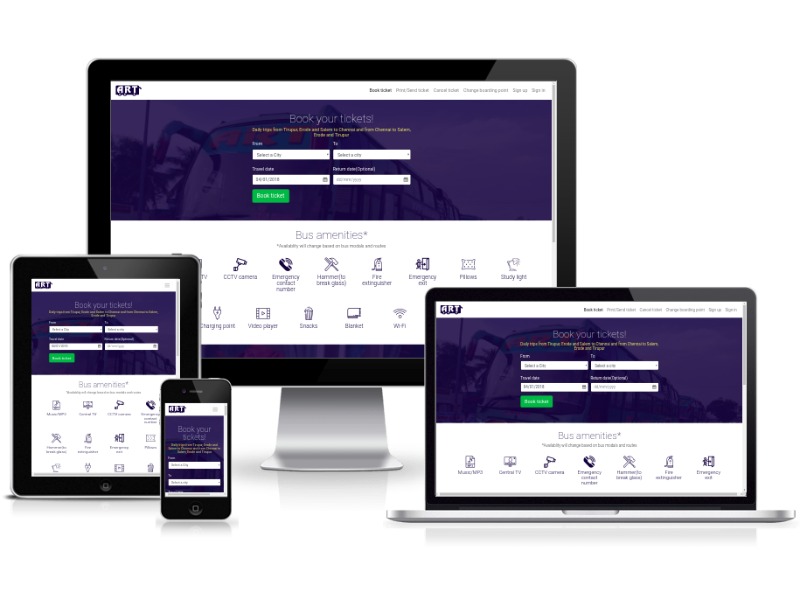 ART
Book ticket Print/Send ticket Cancel ticket Change boarding point Sign up Sign in
Book your tickets!
Daily trips from Tirupur, Erode and Salem to Chennai and from Chennai to Salem,
Erode and Tirupur
From To
Select a City Select a city
Travel date Return date(Optional)
04/01/2018
Book ticket
Bus amenities*
*Availability will change based on bus models and routes
TV CCTV camera Emergency contact number Hammer(to break glass) Fire extinguisher Emergency exit Pillows Study light
Charging point Video player Snacks Blanket Wi-Fi
ART
Book your tickets!
Daily trips from Tirupur, Erode and Salem to Chennai and from Chennai to Salem,
Erode and Tirupur
From To
Select a City Select a city
Travel date Return date(Optional)
04/01/2018
Book ticket
Bus amenities*
*Availability will change based on bus models and routes
Music/MP3 Central TV CCTV camera Emergency contact number
Hammer(to break glass) Fire extinguisher Emergency exit Pillows
ART
Book your
tickets!
Daily trips from Tirupur, Erode and
Salem to Chennai and from Chennai to
Salem, Erode and Tirupur
From
Select a City
To
Select a city
Travel date
ART
Book ticket Print/Send ticket Cancel ticket Change boarding point Sign up Sign in
Book your tickets!
Daily trips from Tirupur, Erode and Salem to Chennai and from Chennai to Salem,
Erode and Tirupur
From To
Select a City Select a city
Travel date Return date(Optional)
04/01/2018
Book ticket
Bus amenities*
*Availability will change based on bus models and routes
Music/MP3 Central TV CCTV camera Emergency contact number Hammer(to break glass) Fire extinguisher Emergency exit